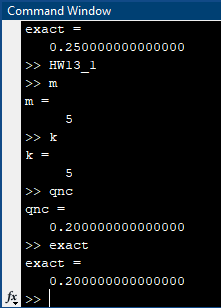 Command Window
exact =
0.250000000000000
>> HW13_1
>> m
m =
5
>> k
k =
5
>> qnc
qnc =
0.200000000000000
>> exact
exact =
0.200000000000000
fx >>